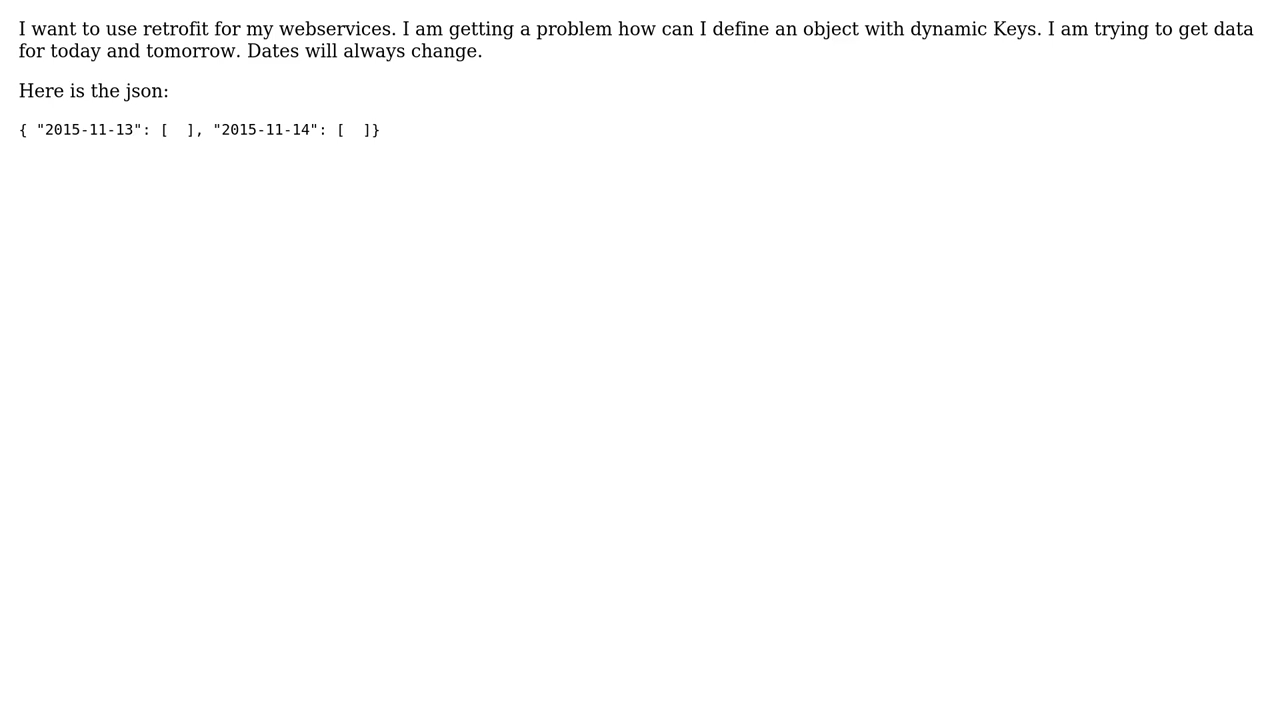 I want to use retrofit for my webservices. I am getting a problem how can I define an object with dynamic Keys. I am trying to get data
for today and tomorrow. Dates will always change.
Here is the json:
{ "2015-11-13": [  ], "2015-11-14": [  ]}